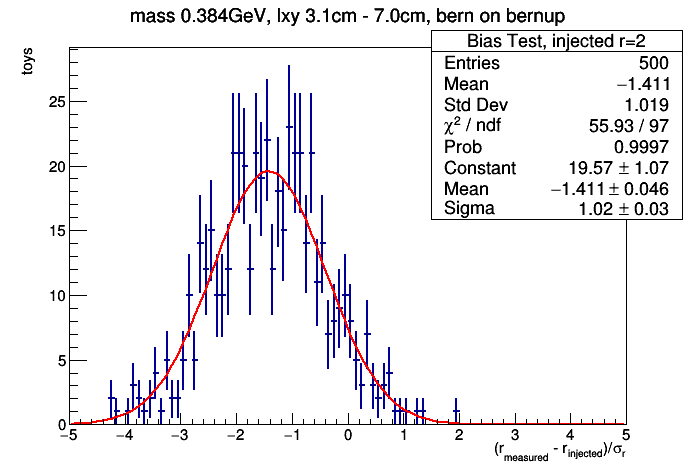 mass 0.384GeV, lxy 3.1cm - 7.0cm, bern on bernup
Bias Test, injected r=2
Entries 500
Mean −1.411
Std Dev 1.019
χ² / ndf 55.93 / 97
Prob 0.9997
Constant 19.57 ± 1.07
Mean −1.411 ± 0.046
Sigma 1.02 ± 0.03
toys
25
20
15
10
5
0
−5 −4 −3 −2 −1 0 1 2 3 4 5
(r_measured - r_injected)/σ_r